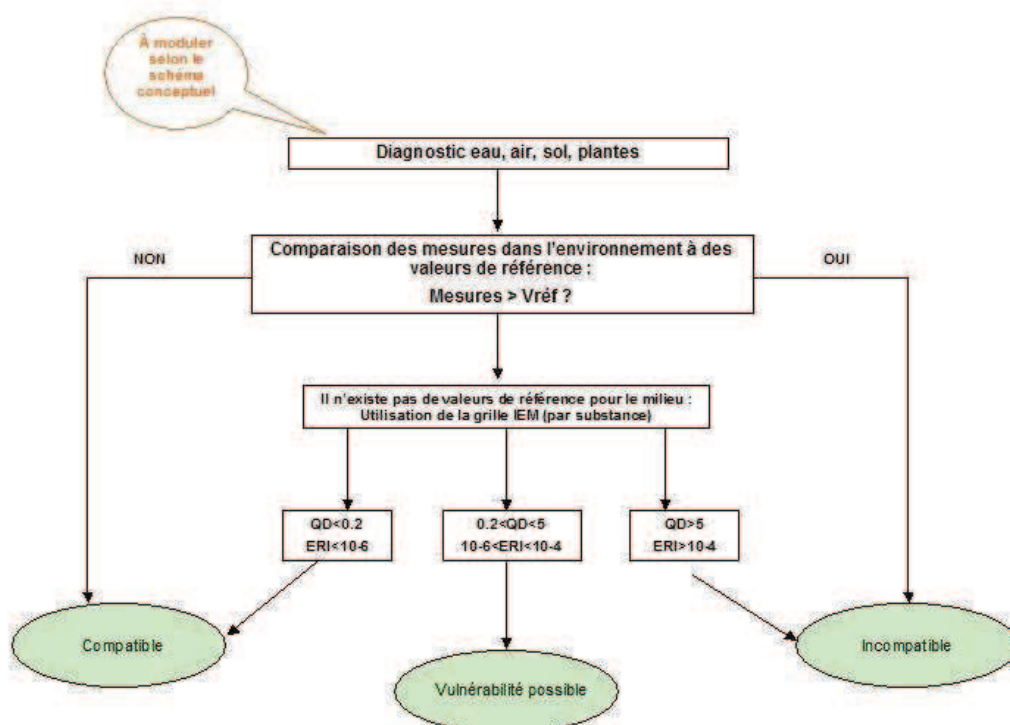 À moduler
selon le
schéma
conceptuel
Diagnostic eau, air, sol, plantes
NON
Comparaison des mesures dans l'environnement à des
valeurs de référence :
Mesures > Vréf ?
OUI
Il n'existe pas de valeurs de référence pour le milieu :
Utilisation de la grille IEM (par substance)
QD<0.2
ERI<10-6
0.2<QD<5
10-6<ERI<10-4
QD>5
ERI>10-4
Compatible
Vulnérabilité possible
Incompatible